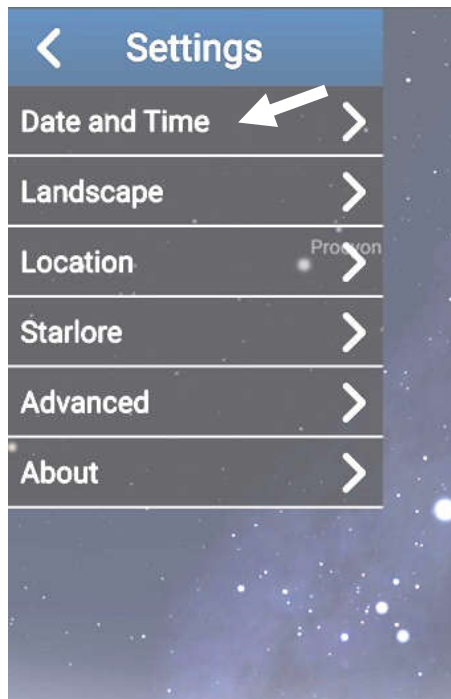 Settings
Date and Time
Landscape
Procyon
Location
Starlore
Advanced
About